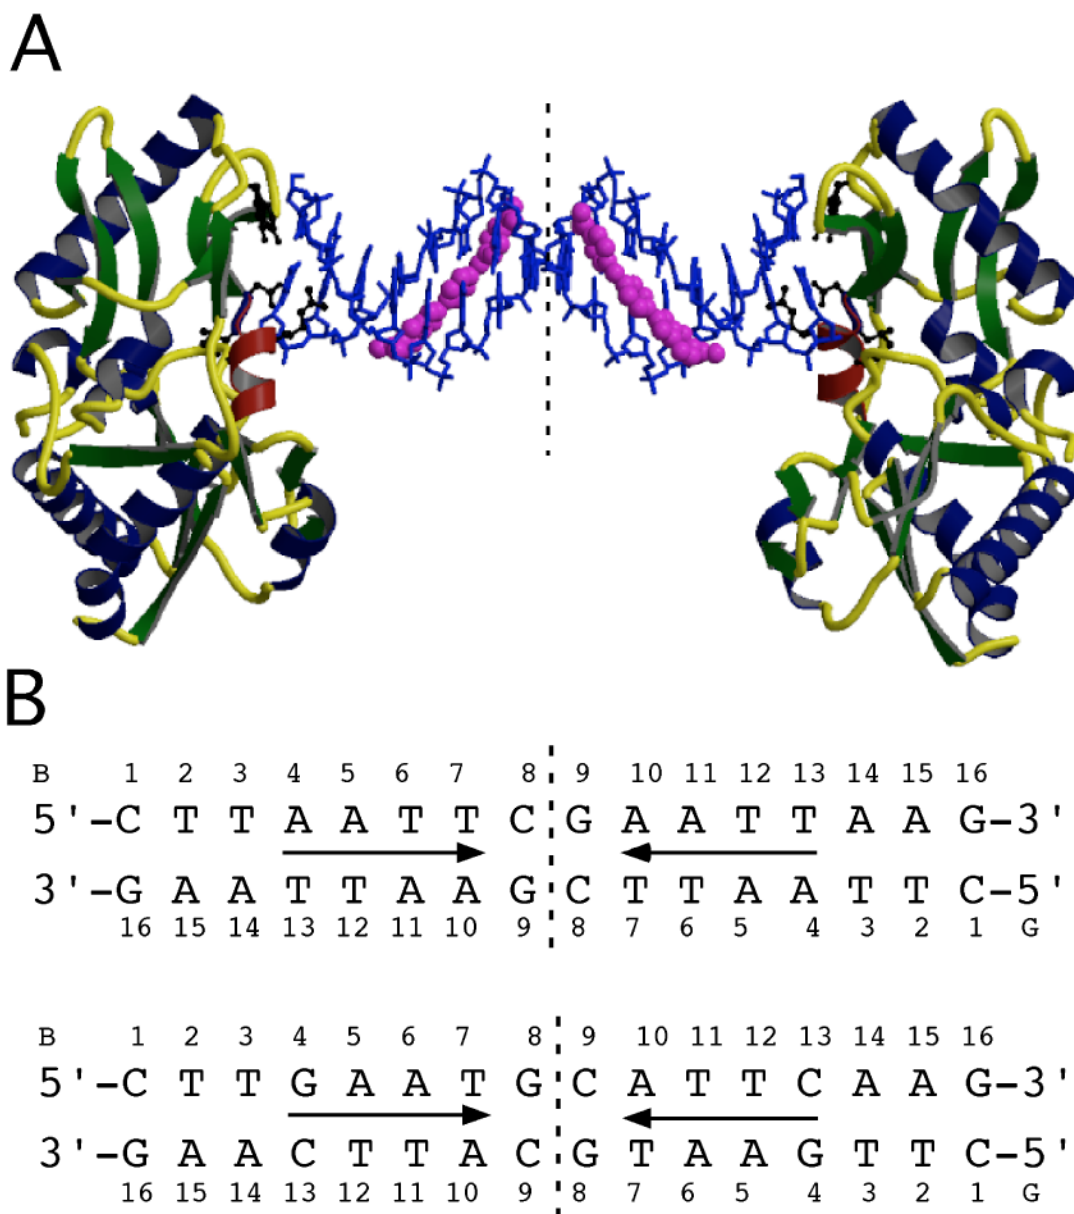 A
B
B 1 2 3 4 5 6 7 8 9 10 11 12 13 14 15 16
5'-C T T A A T T C G A A T T A A G-3'
3'-G A A T T A A G C T T A A T T C-5'
16 15 14 13 12 11 10 9 8 7 6 5 4 3 2 1 G
B 1 2 3 4 5 6 7 8 9 10 11 12 13 14 15 16
5'-C T T G A A T G C A T T C A A G-3'
3'-G A A C T T A C G T A A G T T C-5'
16 15 14 13 12 11 10 9 8 7 6 5 4 3 2 1 G